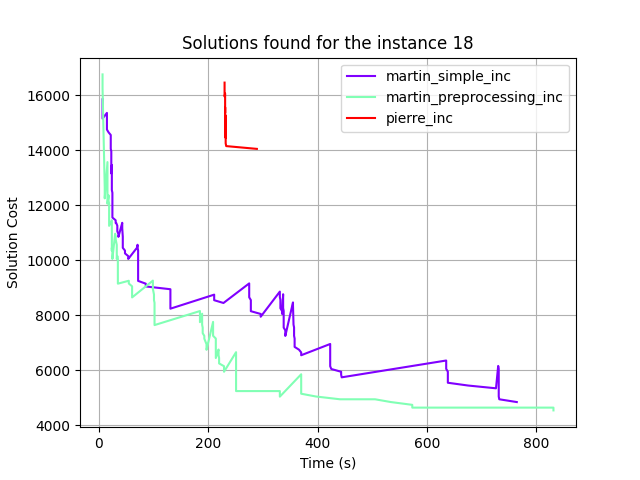 Solutions found for the instance 18
martin_simple_inc
martin_preprocessing_inc
pierre_inc
Solution Cost
16000
14000
12000
10000
8000
6000
4000
0 200 400 600 800
Time (s)